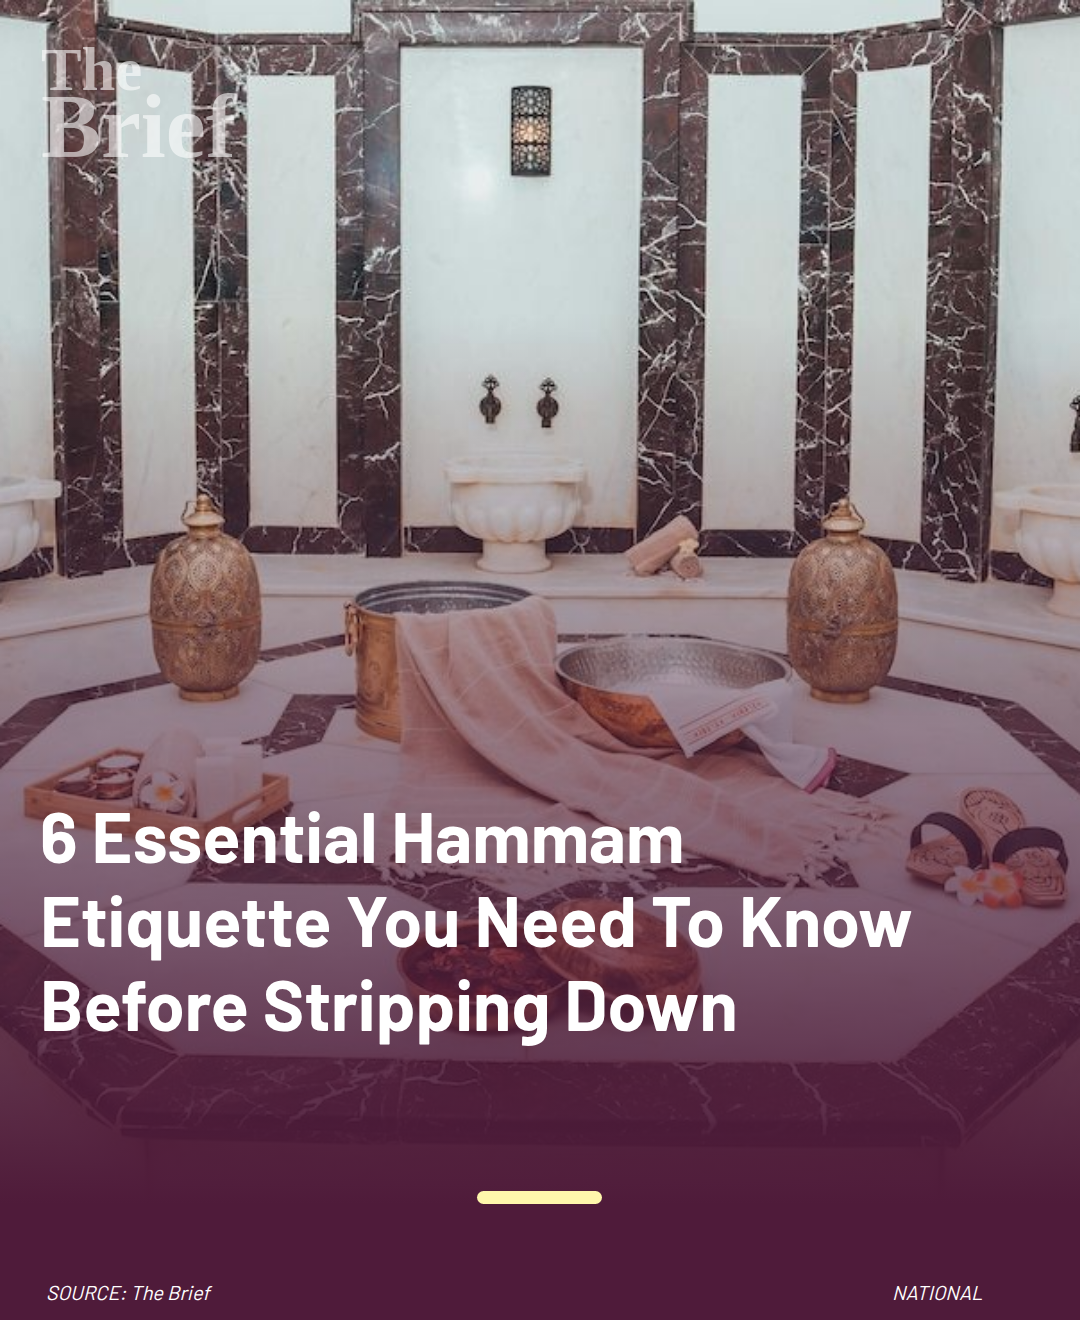 The
Brief
6 Essential Hammam
Etiquette You Need To Know
Before Stripping Down
SOURCE: The Brief
NATIONAL